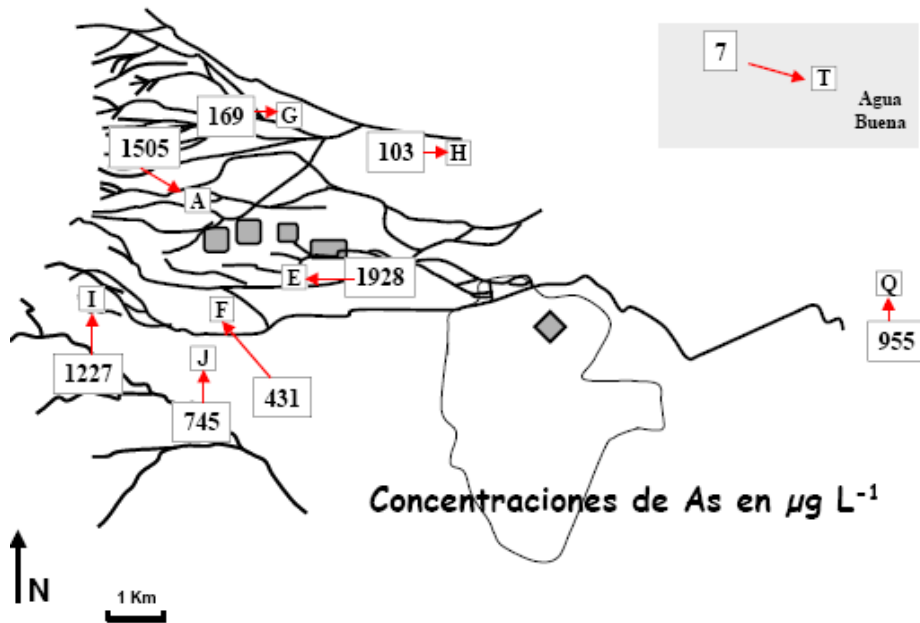 7
T
Agua
Buena
169
G
1505
103
H
A
E
1928
Q
I
F
955
J
1227
431
745
Concentraciones de As en µg L⁻¹
N
1 Km